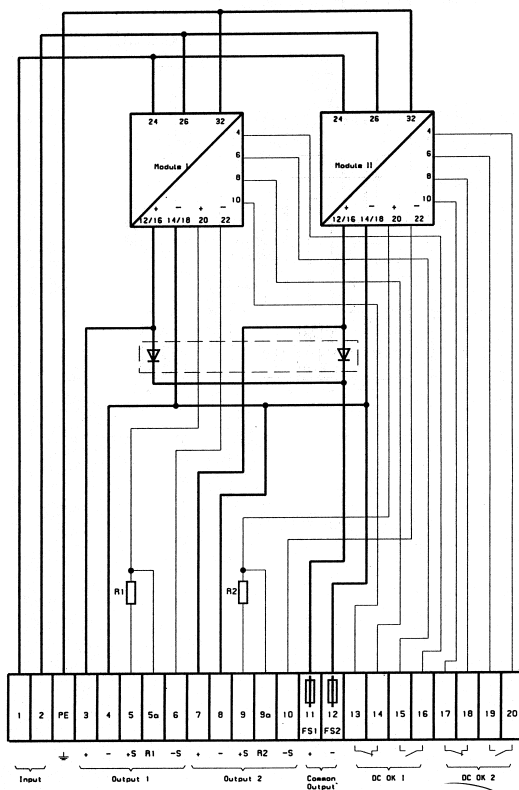 24 26 32
24 26 32
4
4
Module I
6
Module II
6
8
8
10
10
+ - + -
+ - + -
12/16 14/18 20 22
12/16 14/18 20 22
R1
R2
1 2 PE 3 4 5 5a 6 7 8 9 9a 10 11 12 13 14 15 16 17 18 19 20
FS1 FS2
+ - +S R1 -S + - +S R2 -S + -
Input
Output 1
Output 2
Common
Output
DC OK 1
DC OK 2